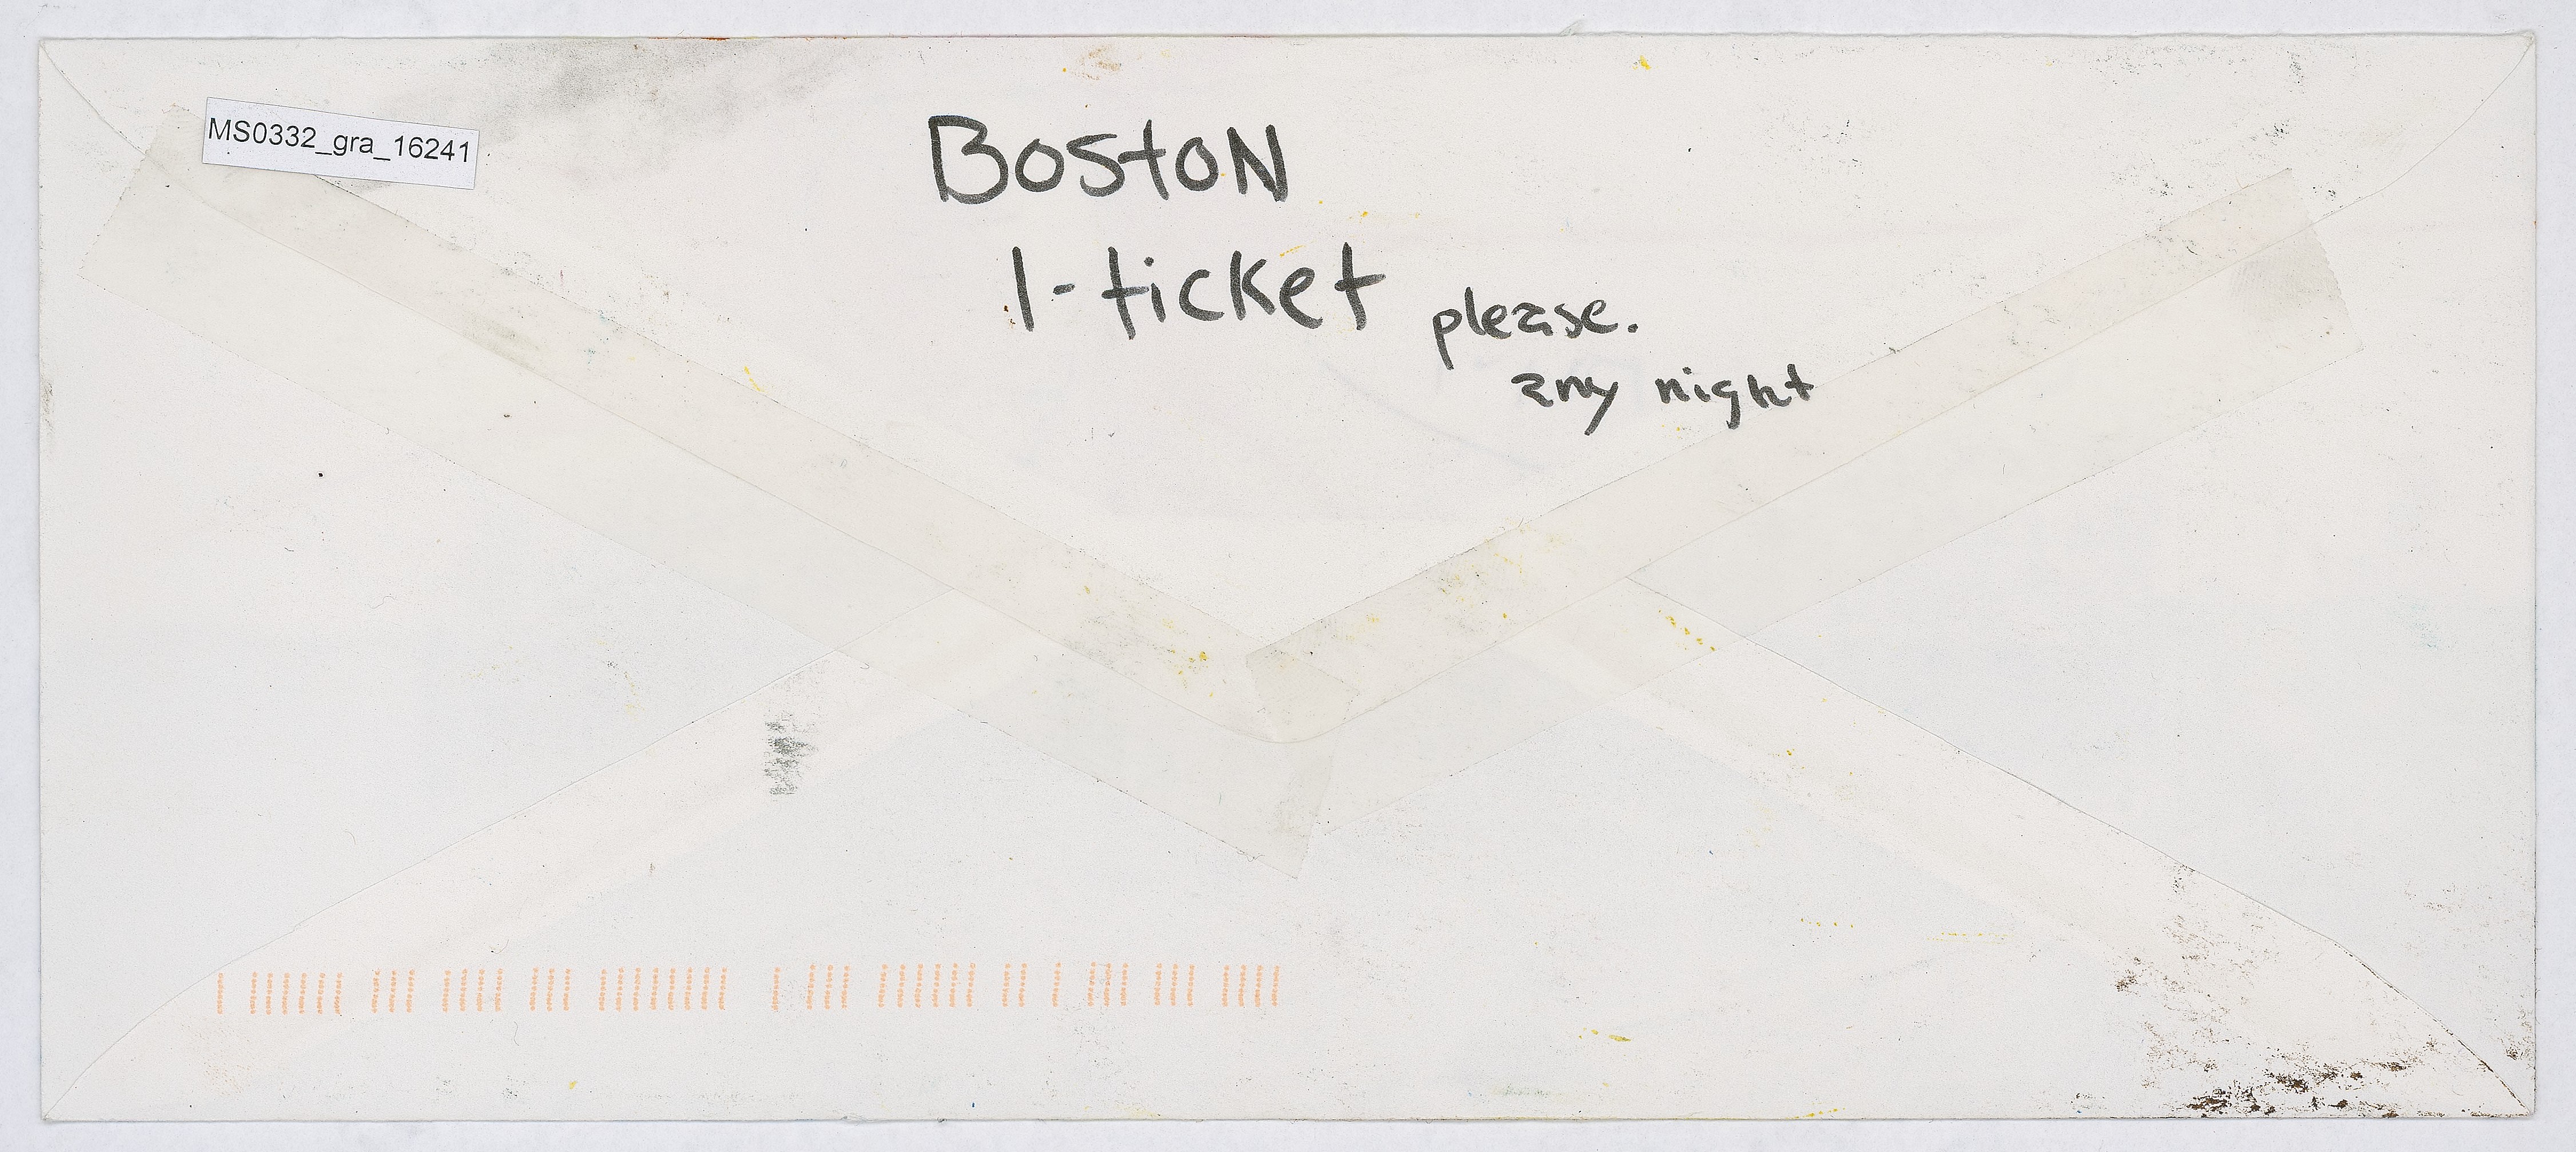 MS0332_gra_16241
BOSTON
1-ticket please.
any night